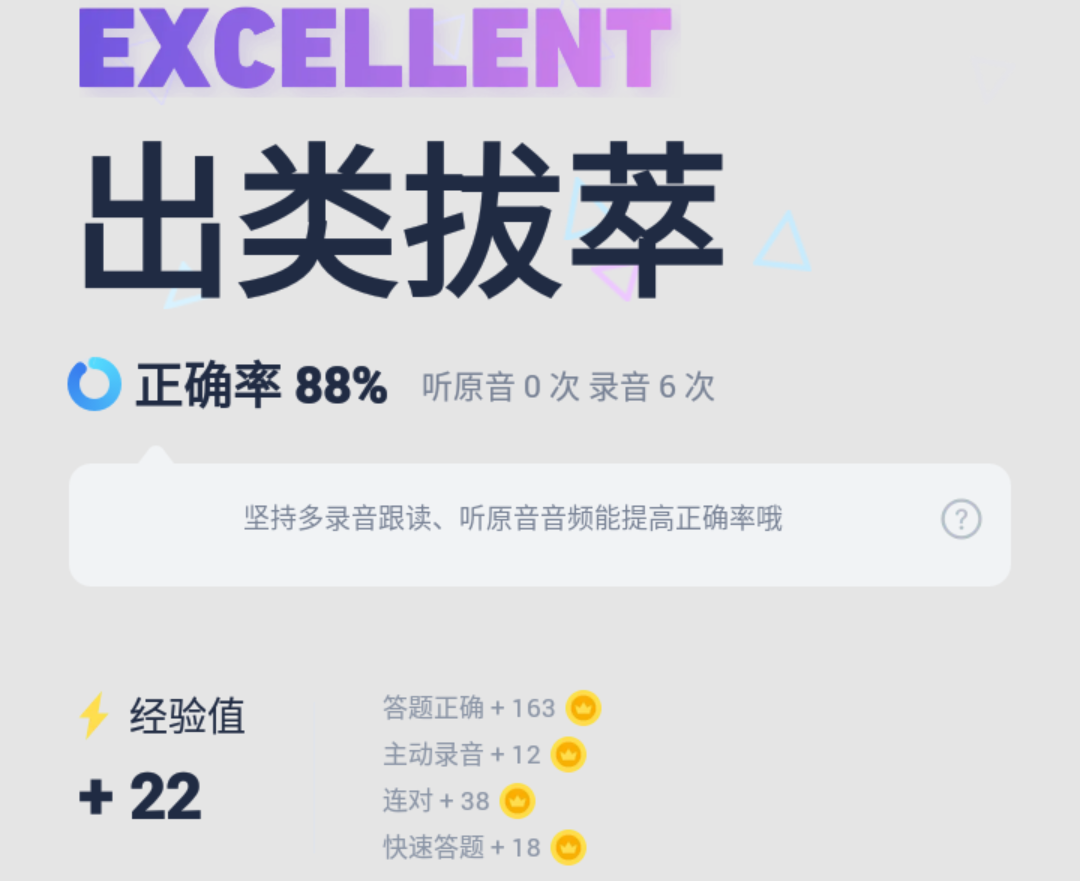 EXCELLENT
出类拔萃
正确率 88% 听原音 0 次 录音 6 次
坚持多录音跟读、听原音音频能提高正确率哦
?
经验值
+ 22
答题正确 + 163
主动录音 + 12
连对 + 38
快速答题 + 18